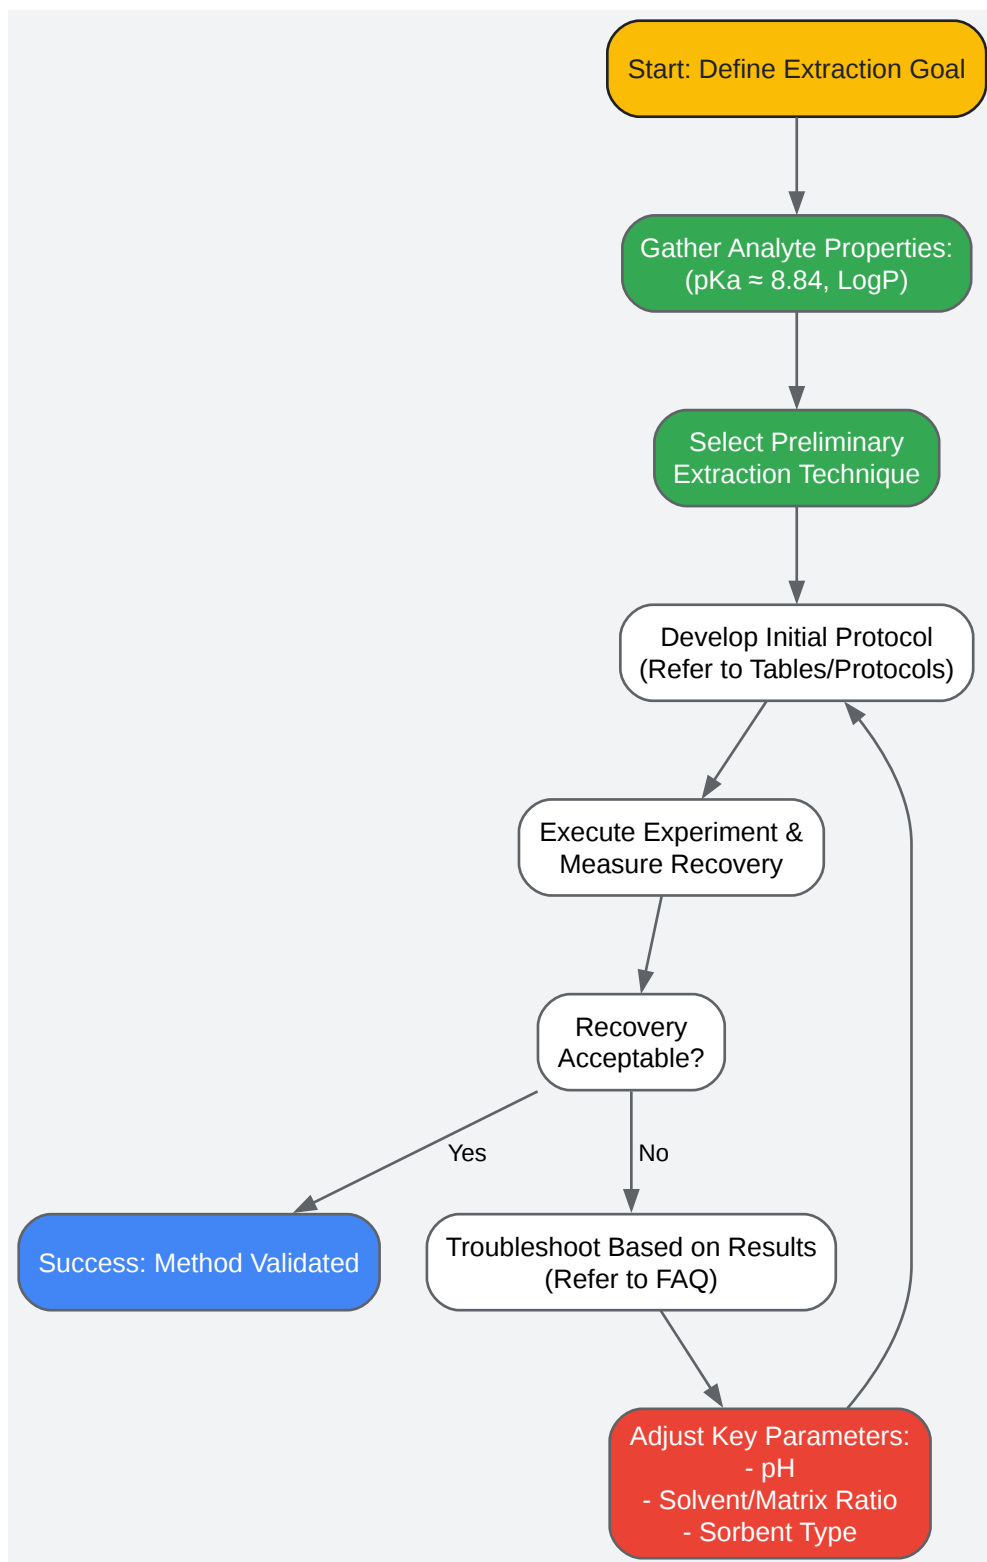 Start: Define Extraction Goal
Gather Analyte Properties:
(pKa ≈ 8.84, LogP)
Select Preliminary
Extraction Technique
Develop Initial Protocol
(Refer to Tables/Protocols)
Execute Experiment &
Measure Recovery
Recovery
Acceptable?
Yes
No
Success: Method Validated
Troubleshoot Based on Results
(Refer to FAQ)
Adjust Key Parameters:
- pH
- Solvent/Matrix Ratio
- Sorbent Type